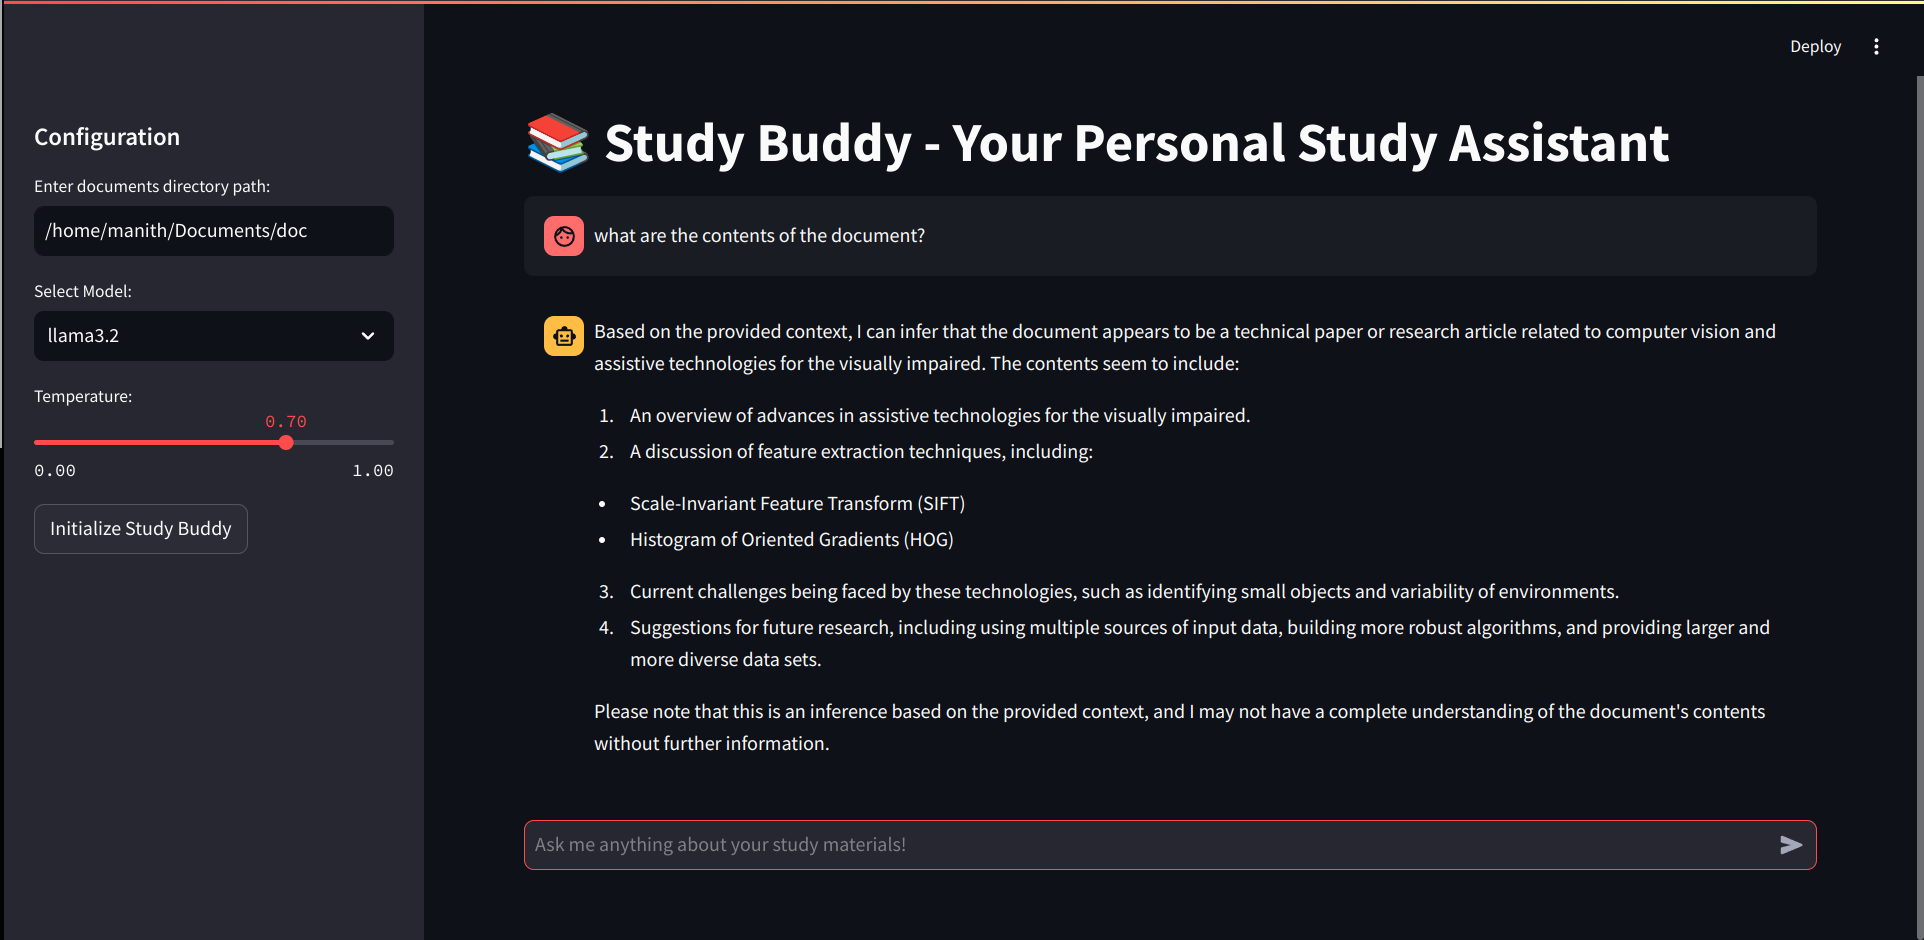 Deploy
Configuration
Enter documents directory path:
/home/manith/Documents/doc
Select Model:
llama3.2
Temperature:
0.70
0.00 1.00
Initialize Study Buddy
Study Buddy - Your Personal Study Assistant
what are the contents of the document?
Based on the provided context, I can infer that the document appears to be a technical paper or research article related to computer vision and
assistive technologies for the visually impaired. The contents seem to include:
1. An overview of advances in assistive technologies for the visually impaired.
2. A discussion of feature extraction techniques, including:
• Scale-Invariant Feature Transform (SIFT)
• Histogram of Oriented Gradients (HOG)
3. Current challenges being faced by these technologies, such as identifying small objects and variability of environments.
4. Suggestions for future research, including using multiple sources of input data, building more robust algorithms, and providing larger and
more diverse data sets.
Please note that this is an inference based on the provided context, and I may not have a complete understanding of the document's contents
without further information.
Ask me anything about your study materials!